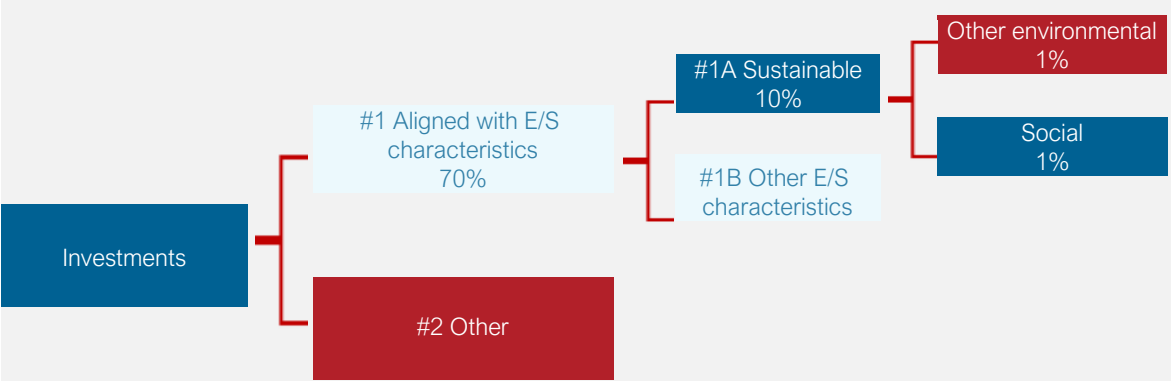 Other environmental
1%
#1A Sustainable
10%
#1 Aligned with E/S
characteristics
70%
Social
1%
#1B Other E/S
characteristics
Investments
#2 Other